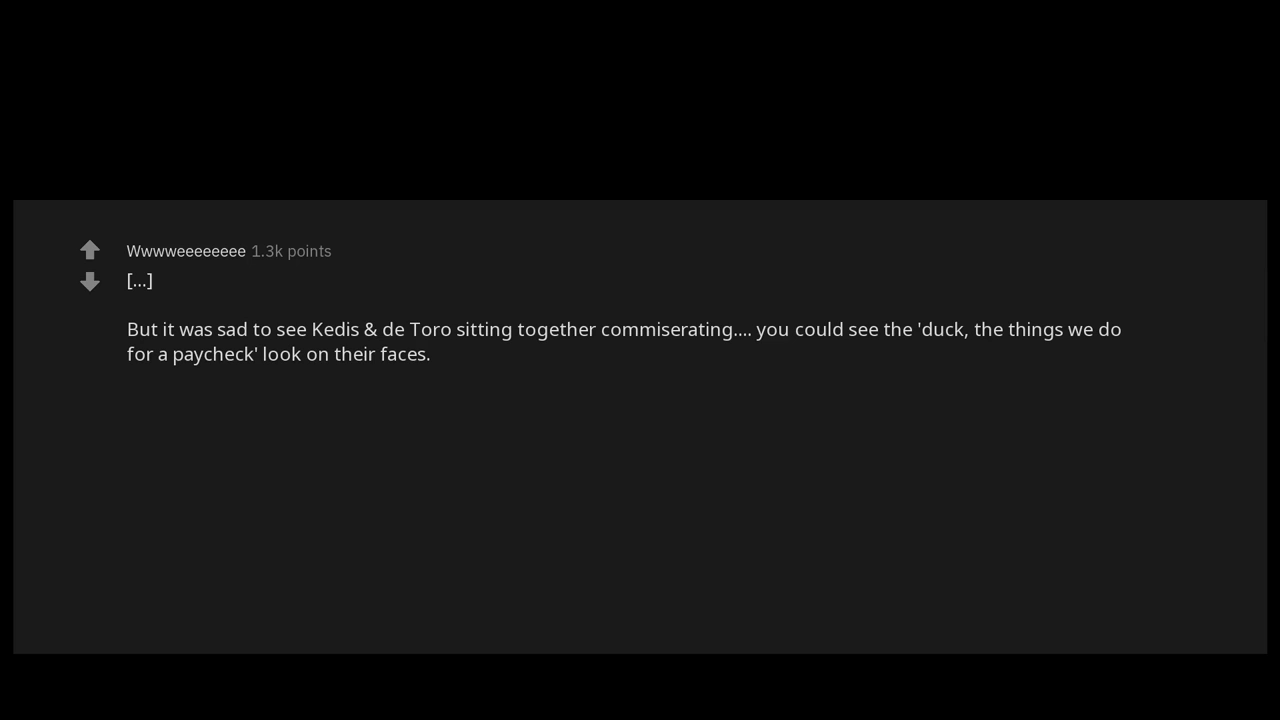 Wwwweeeeeeee 1.3k points
[...]
But it was sad to see Kedis & de Toro sitting together commiserating.... you could see the 'duck, the things we do
for a paycheck' look on their faces.